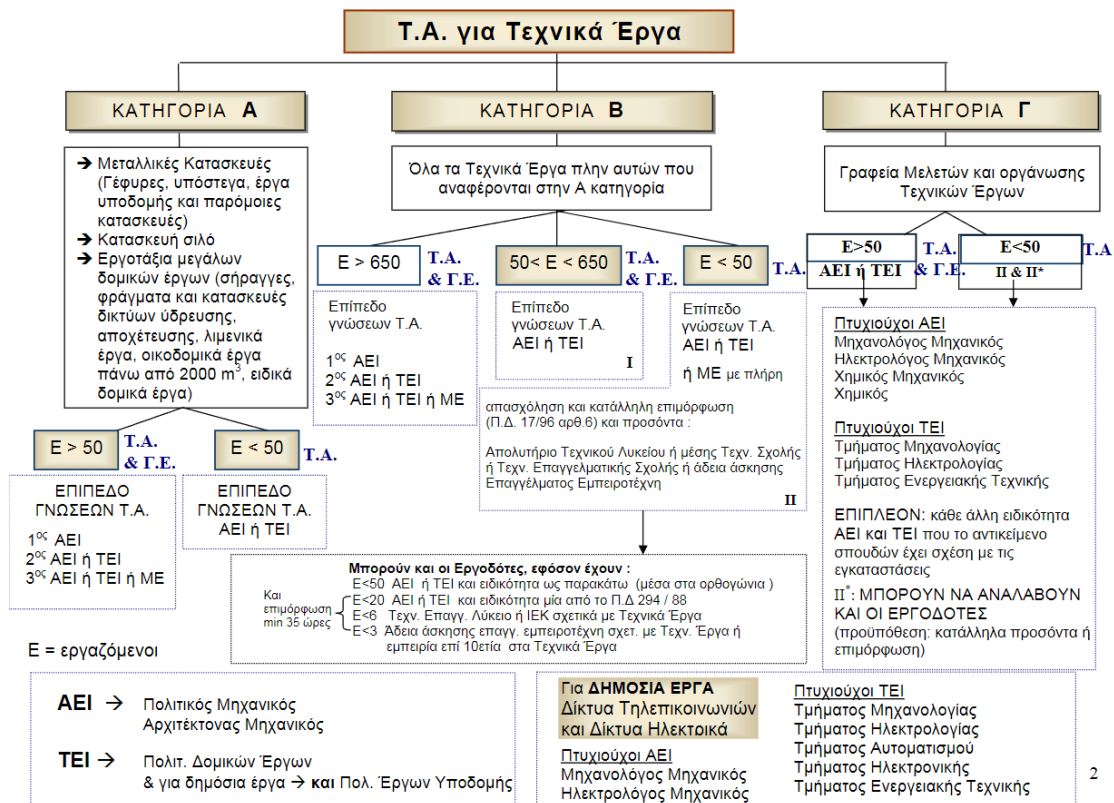 Τ.Α. για Τεχνικά Έργα
ΚΑΤΗΓΟΡΙΑ Α
➔ Μεταλλικές Κατασκευές
(Γέφυρες, υπόστεγα, έργα
υποδομής και παρόμοιες
κατασκευές)
➔ Κατασκευή σιλό
➔ Εργοτάξια μεγάλων
δομικών έργων (σήραγγες,
φράγματα και κατασκευές
δικτύων ύδρευσης,
αποχέτευσης, λιμενικά
έργα, οικοδομικά έργα
πάνω από 2000 m³, ειδικά
δομικά έργα)
Ε > 50
Τ.Α.
& Γ.Ε.
Ε < 50
Τ.Α.
ΕΠΙΠΕΔΟ
ΓΝΩΣΕΩΝ Τ.Α.
1ος ΑΕΙ
2ος ΑΕΙ ή ΤΕΙ
3ος ΑΕΙ ή ΤΕΙ ή ΜΕ
ΕΠΙΠΕΔΟ
ΓΝΩΣΕΩΝ Τ.Α.
ΑΕΙ ή ΤΕΙ
ΚΑΤΗΓΟΡΙΑ Β
Όλα τα Τεχνικά Έργα πλην αυτών που
αναφέρονται στην Α κατηγορία
Ε > 650
Τ.Α.
& Γ.Ε.
50< Ε < 650
Τ.Α.
& Γ.Ε.
Ε < 50
Τ.Α.
Επίπεδο
γνώσεων Τ.Α.
1ος ΑΕΙ
2ος ΑΕΙ ή ΤΕΙ
3ος ΑΕΙ ή ΤΕΙ ή ΜΕ
Επίπεδο
γνώσεων Τ.Α.
ΑΕΙ ή ΤΕΙ
Ι
Επίπεδο
γνώσεων Τ.Α.
ΑΕΙ ή ΤΕΙ
ή ΜΕ με πλήρη
απασχόληση και κατάλληλη επιμόρφωση
(Π.Δ. 17/96 αρθ.6) και προσόντα :
Απολυτήριο Τεχνικού Λυκείου ή μέσης Τεχν. Σχολής
ή Τεχν. Επαγγελματικής Σχολής ή άδεια άσκησης
Επαγγέλματος Εμπειροτέχνη
ΙΙ
Μπορούν και οι Εργοδότες, εφόσον έχουν :
Ε<50 ΑΕΙ ή ΤΕΙ και ειδικότητα ως παρακάτω (μέσα στα ορθογώνια )
Και
επιμόρφωση
min 35 ώρες
Ε<20 ΑΕΙ ή ΤΕΙ και ειδικότητα μία από το Π.Δ 294 / 88
Ε<6 Τεχν. Επαγγ. Λύκειο ή ΙΕΚ σχετικά με Τεχνικά Έργα
Ε<3 Άδεια άσκησης επαγγ. εμπειροτέχνη σχετ. με Τεχν. Έργα ή
εμπειρία επί 10ετία στα Τεχνικά Έργα
ΚΑΤΗΓΟΡΙΑ Γ
Γραφεία Μελετών και οργάνωσης
Τεχνικών Έργων
Ε>50
ΑΕΙ ή ΤΕΙ
Τ.Α.
& Γ.Ε.
Ε<50
ΙΙ & ΙΙ*
Τ.Α
Πτυχιούχοι ΑΕΙ
Μηχανολόγος Μηχανικός
Ηλεκτρολόγος Μηχανικός
Χημικός Μηχανικός
Χημικός
Πτυχιούχοι ΤΕΙ
Τμήματος Μηχανολογίας
Τμήματος Ηλεκτρολογίας
Τμήματος Ενεργειακής Τεχνικής
ΕΠΙΠΛΕΟΝ: κάθε άλλη ειδικότητα
ΑΕΙ και ΤΕΙ που το αντικείμενο
σπουδών έχει σχέση με τις
εγκαταστάσεις
ΙΙ*: ΜΠΟΡΟΥΝ ΝΑ ΑΝΑΛΑΒΟΥΝ
ΚΑΙ ΟΙ ΕΡΓΟΔΟΤΕΣ
(προϋπόθεση: κατάλληλα προσόντα ή
επιμόρφωση)
Ε = εργαζόμενοι
ΑΕΙ → Πολιτικός Μηχανικός
Αρχιτέκτονας Μηχανικός
ΤΕΙ → Πολιτ. Δομικών Έργων
& για δημόσια έργα → και Πολ. Έργων Υποδομής
Για ΔΗΜΟΣΙΑ ΕΡΓΑ
Δίκτυα Τηλεπικοινωνιών
και Δίκτυα Ηλεκτρικά
Πτυχιούχοι ΑΕΙ
Μηχανολόγος Μηχανικός
Ηλεκτρολόγος Μηχανικός
Πτυχιούχοι ΤΕΙ
Τμήματος Μηχανολογίας
Τμήματος Ηλεκτρολογίας
Τμήματος Αυτοματισμού
Τμήματος Ηλεκτρονικής
Τμήματος Ενεργειακής Τεχνικής
2